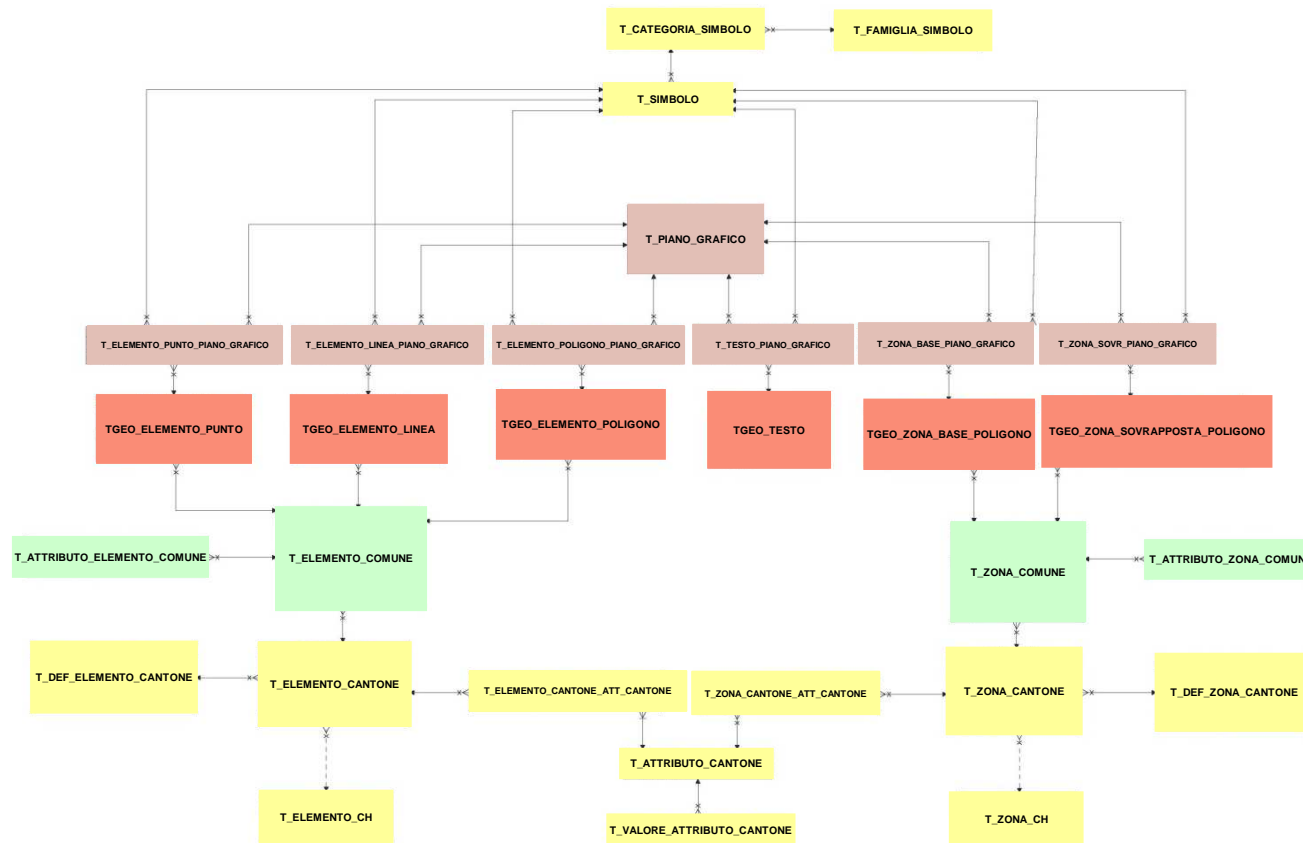 T_CATEGORIA_SIMBOLO
T_FAMIGLIA_SIMBOLO
T_SIMBOLO
T_PIANO_GRAFICO
T_ELEMENTO_PUNTO_PIANO_GRAFICO
T_ELEMENTO_LINEA_PIANO_GRAFICO
T_ELEMENTO_POLIGONO_PIANO_GRAFICO
T_TESTO_PIANO_GRAFICO
T_ZONA_BASE_PIANO_GRAFICO
T_ZONA_SOVR_PIANO_GRAFICO
TGEO_ELEMENTO_PUNTO
TGEO_ELEMENTO_LINEA
TGEO_ELEMENTO_POLIGONO
TGEO_TESTO
TGEO_ZONA_BASE_POLIGONO
TGEO_ZONA_SOVRAPPOSTA_POLIGONO
T_ATTRIBUTO_ELEMENTO_COMUNE
T_ELEMENTO_COMUNE
T_ZONA_COMUNE
T_ATTRIBUTO_ZONA_COMUN
T_DEF_ELEMENTO_CANTONE
T_ELEMENTO_CANTONE
T_ELEMENTO_CANTONE_ATT_CANTONE
T_ZONA_CANTONE_ATT_CANTONE
T_ZONA_CANTONE
T_DEF_ZONA_CANTONE
T_ATTRIBUTO_CANTONE
T_ELEMENTO_CH
T_VALORE_ATTRIBUTO_CANTONE
T_ZONA_CH